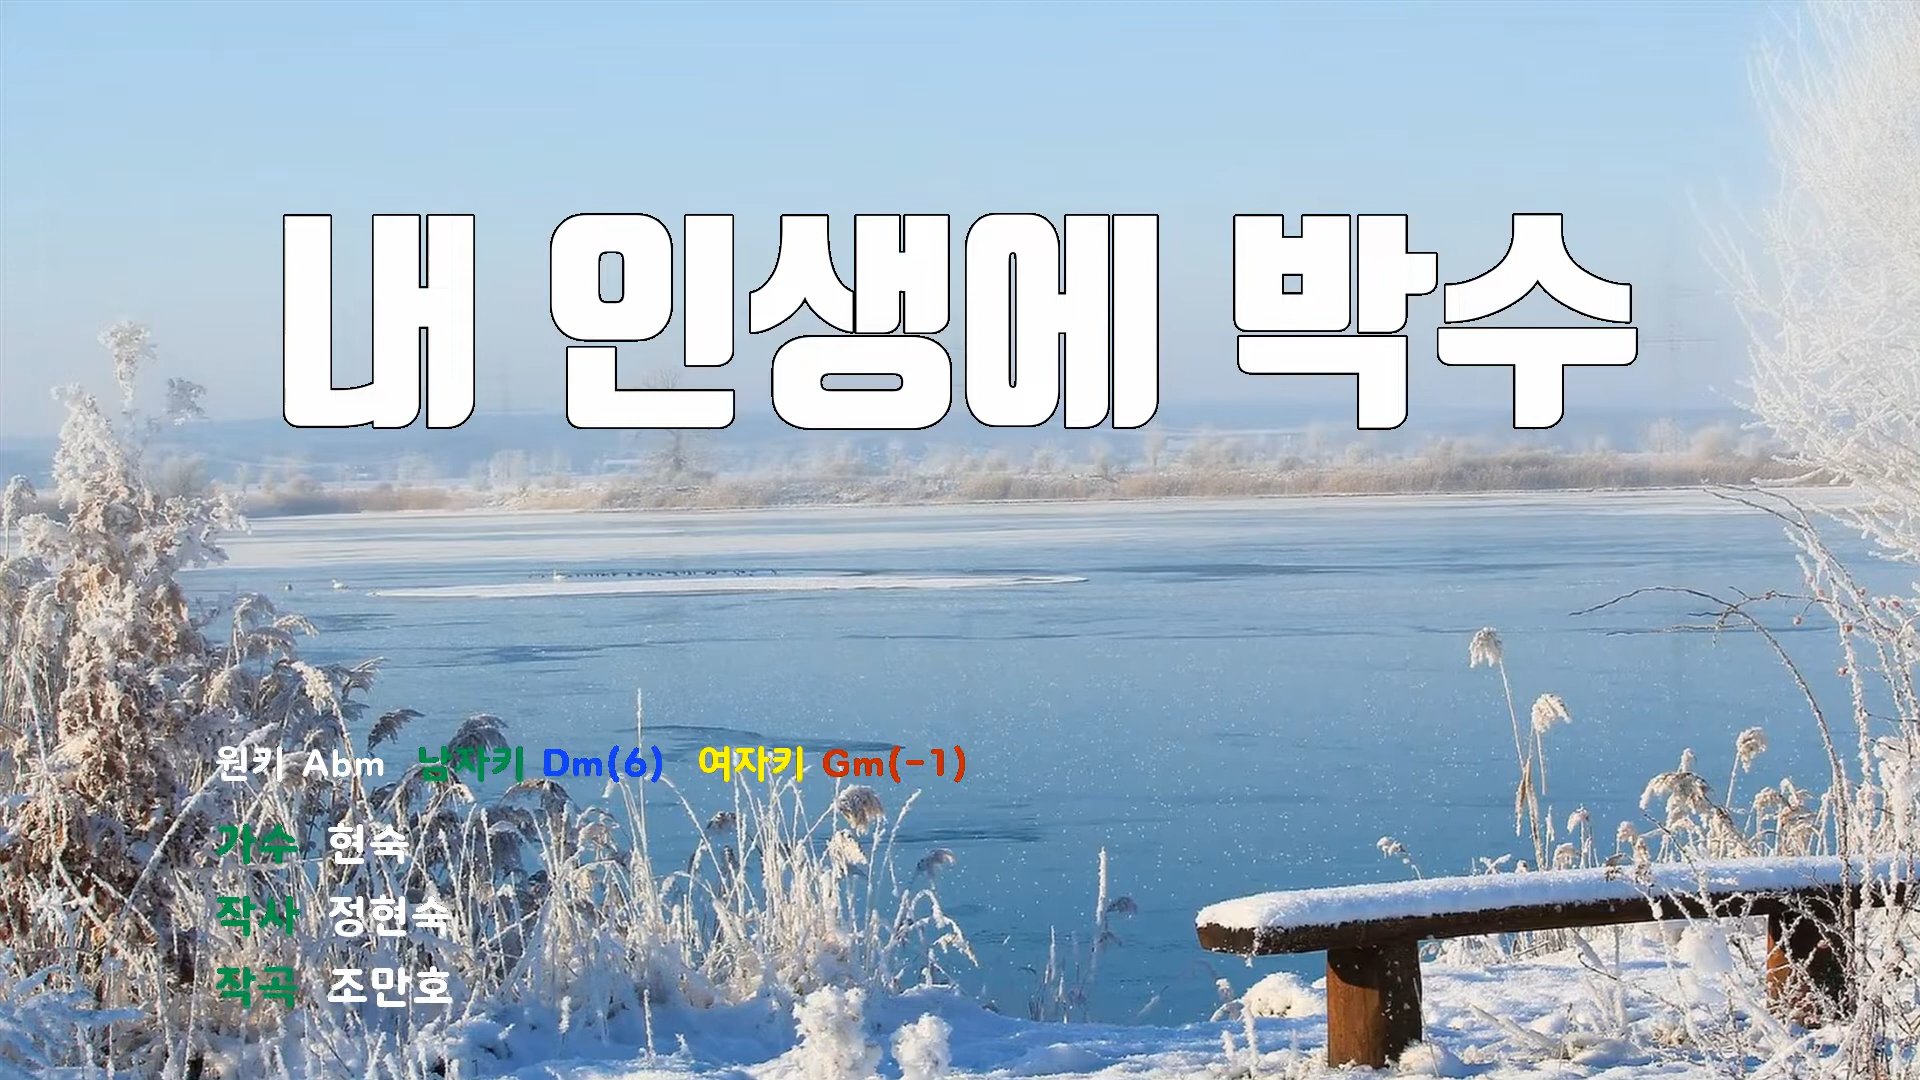 내 인생에 박수
원키 Abm 남자키 Dm(6) 여자키 Gm(-1)
가수 현숙
작사 정현숙
작곡 조만호